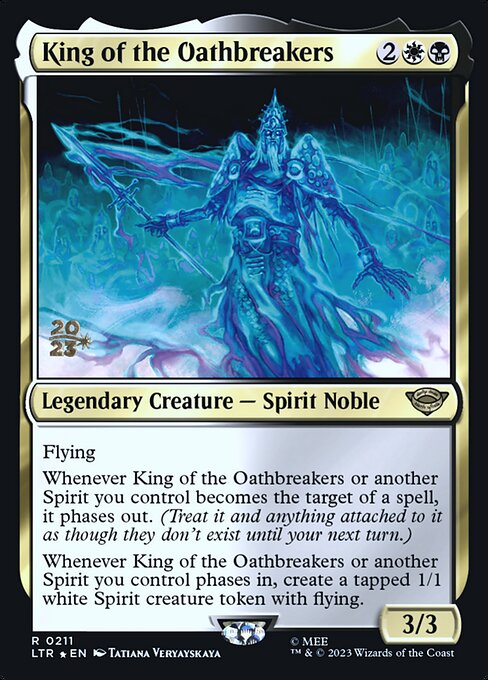 King of the Oathbreakers 2
2023
Legendary Creature — Spirit Noble
Flying
Whenever King of the Oathbreakers or another
Spirit you control becomes the target of a spell,
it phases out. (Treat it and anything attached to it
as though they don't exist until your next turn.)
Whenever King of the Oathbreakers or another
Spirit you control phases in, create a tapped 1/1
white Spirit creature token with flying.
3/3
R 0211
LTR ★ EN TATIANA VERYAYSKAYA
© MEE
™ & © 2023 Wizards of the Coast